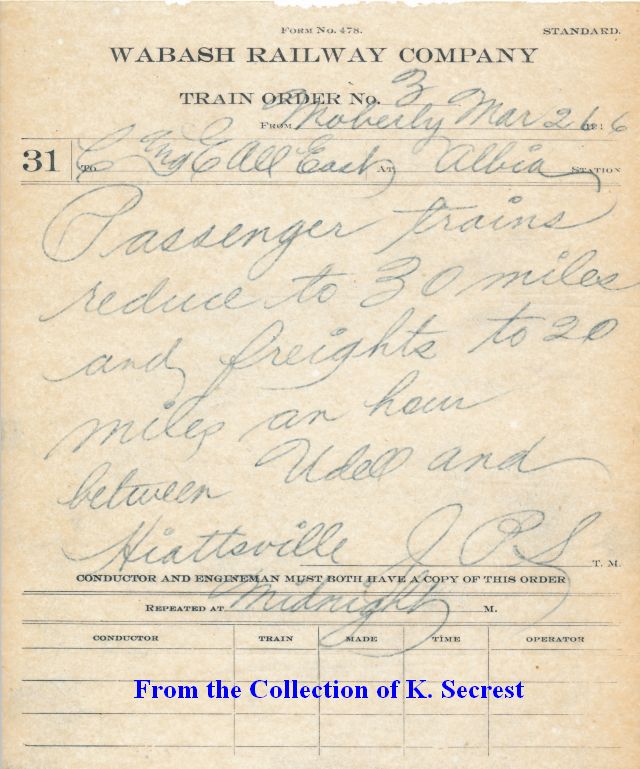 FORM NO. 478. STANDARD.
WABASH RAILWAY COMPANY
TRAIN ORDER NO. 3
FROM Moberly Mar 26 191 6
31 TO C & E All East AT Albia STATION
Passenger trains
reduce to 30 miles
and freights to 20
miles an hour
between Udell and
Hiattsville J. P. S T. M.
CONDUCTOR AND ENGINEMAN MUST BOTH HAVE A COPY OF THIS ORDER
REPEATED AT Midnight M.
CONDUCTOR TRAIN MADE TIME OPERATOR
From the Collection of K. Secrest